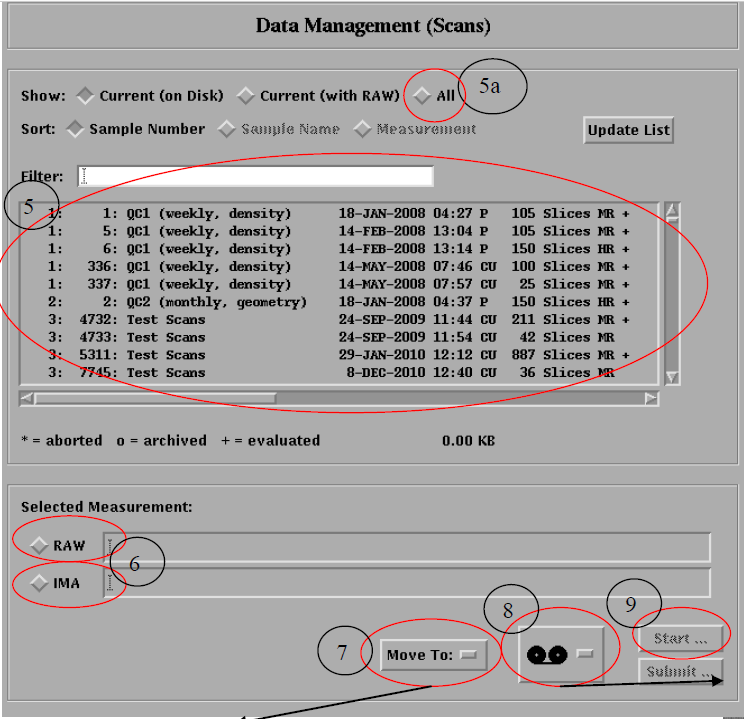 Data Management (Scans)
Show: Current (on Disk) Current (with RAW) All 5a
Sort: Sample Number Sample Name Measurement Update List
Filter:
5
1: 1: QC1 (weekly, density) 18-JAN-2008 04:27 P 105 Slices MR +
1: 5: QC1 (weekly, density) 14-FEB-2008 13:04 P 105 Slices MR +
1: 6: QC1 (weekly, density) 14-FEB-2008 13:14 P 150 Slices HR +
1: 336: QC1 (weekly, density) 14-MAY-2008 07:46 CU 100 Slices MR +
1: 337: QC1 (weekly, density) 14-MAY-2008 07:57 CU 25 Slices MR +
2: 2: QC2 (monthly, geometry) 18-JAN-2008 04:37 P 150 Slices HR +
3: 4732: Test Scans 24-SEP-2009 11:44 CU 211 Slices MR +
3: 4733: Test Scans 24-SEP-2009 11:54 CU 42 Slices MR
3: 5311: Test Scans 29-JAN-2010 12:12 CU 887 Slices MR +
3: 7745: Test Scans 8-DEC-2010 12:40 CU 36 Slices MR
* = aborted o = archived + = evaluated 0.00 KB
Selected Measurement:
RAW
6
IMA
7 Move To: 8 9 Start ...
Submit ...